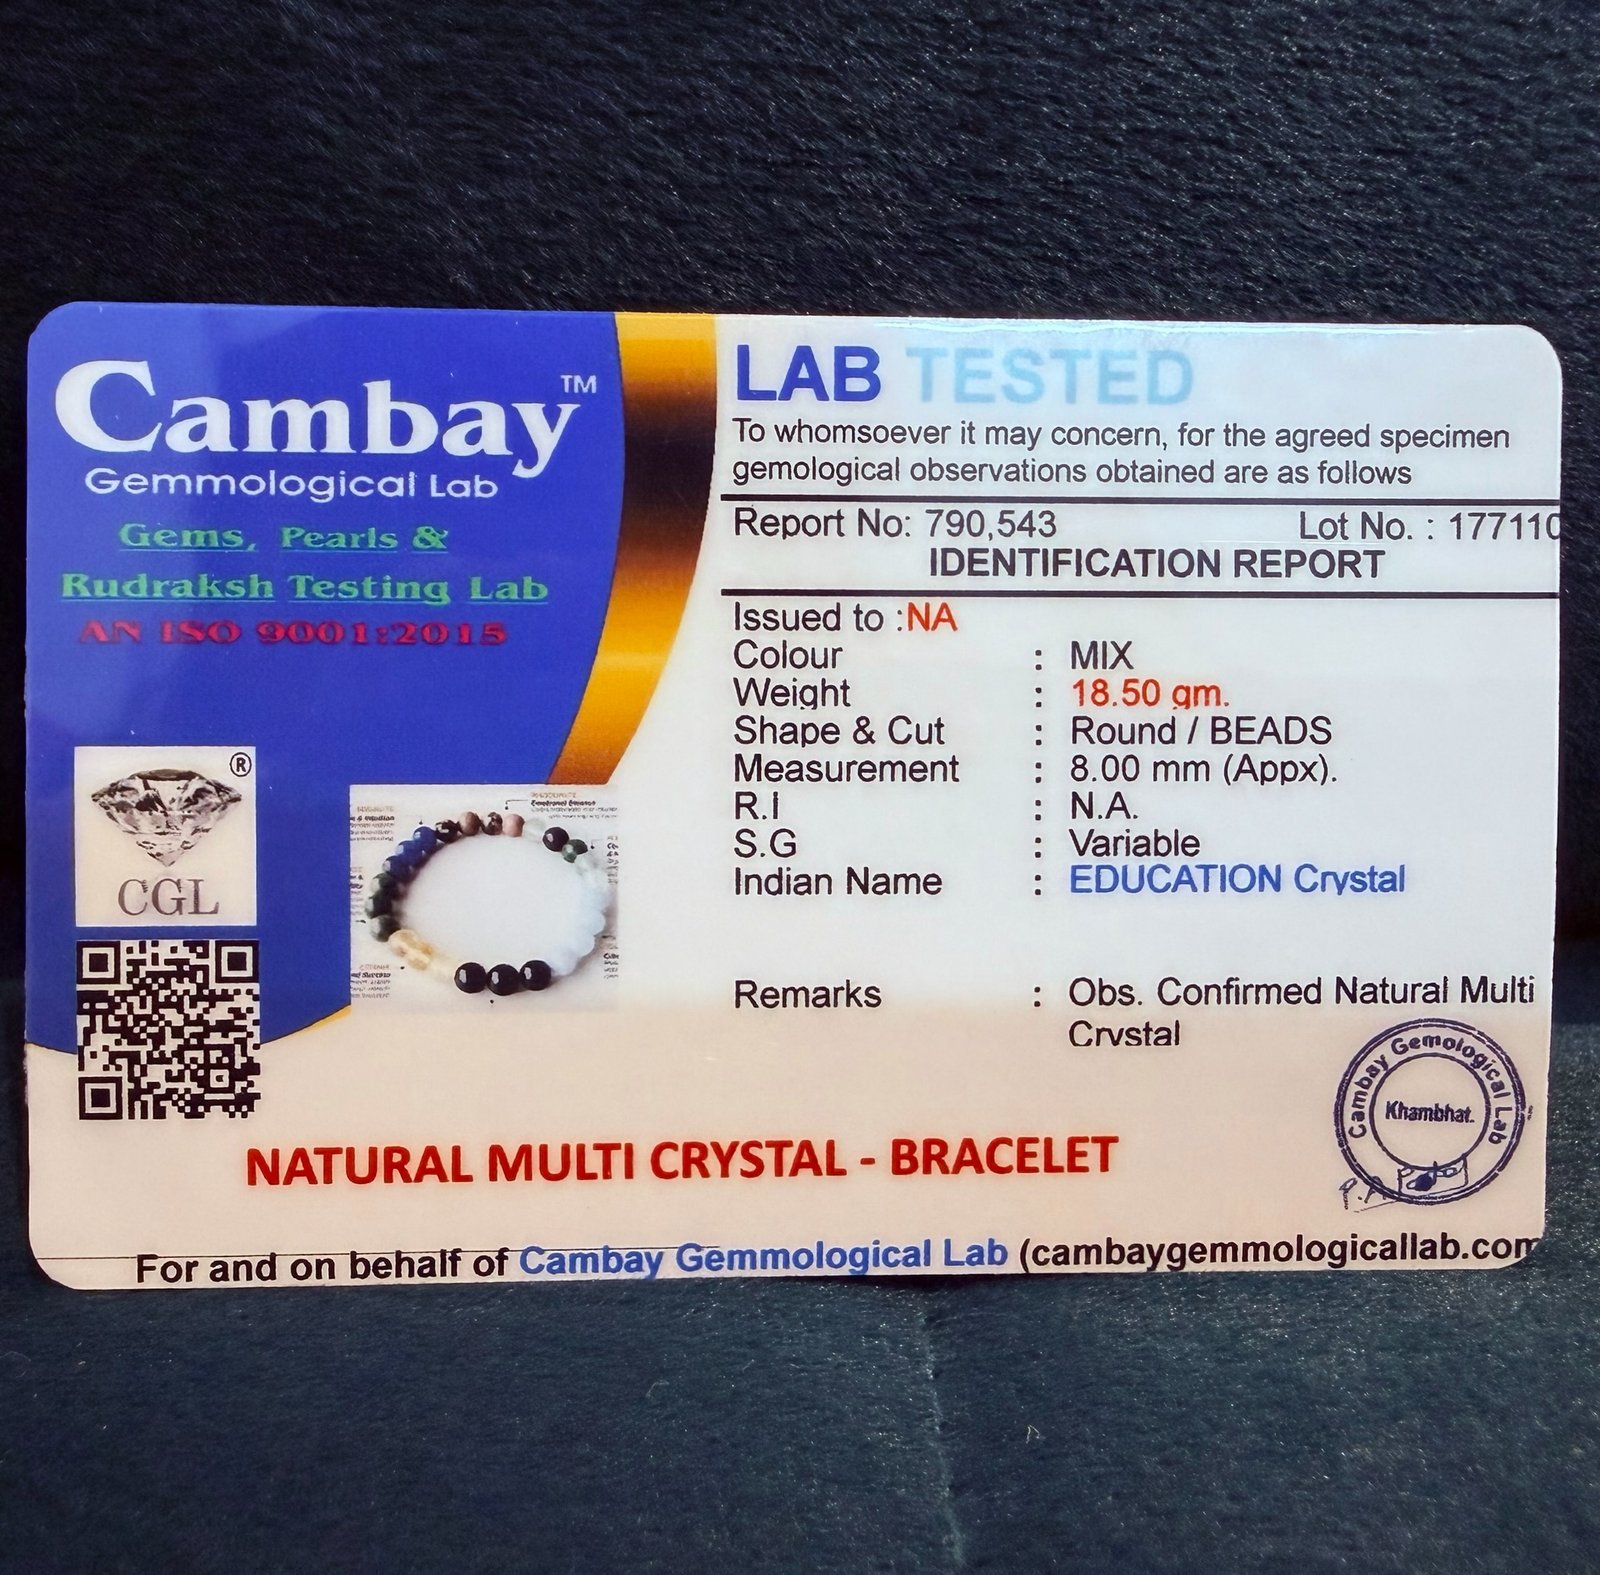 Cambay™
Gemmological Lab
Gems, Pearls &
Rudraksh Testing Lab
AN ISO 9001:2015
®
CGL
LAB TESTED
To whomsoever it may concern, for the agreed specimen
gemological observations obtained are as follows
Report No: 790,543 Lot No. : 177110
IDENTIFICATION REPORT
Issued to :NA
Colour : MIX
Weight : 18.50 gm.
Shape & Cut : Round / BEADS
Measurement : 8.00 mm (Appx).
R.I : N.A.
S.G : Variable
Indian Name : EDUCATION Crystal
Remarks : Obs. Confirmed Natural Multi
Crystal
Cambay Gemological Lab
Khambhat.
NATURAL MULTI CRYSTAL - BRACELET
For and on behalf of Cambay Gemmological Lab (cambaygemmologicallab.com